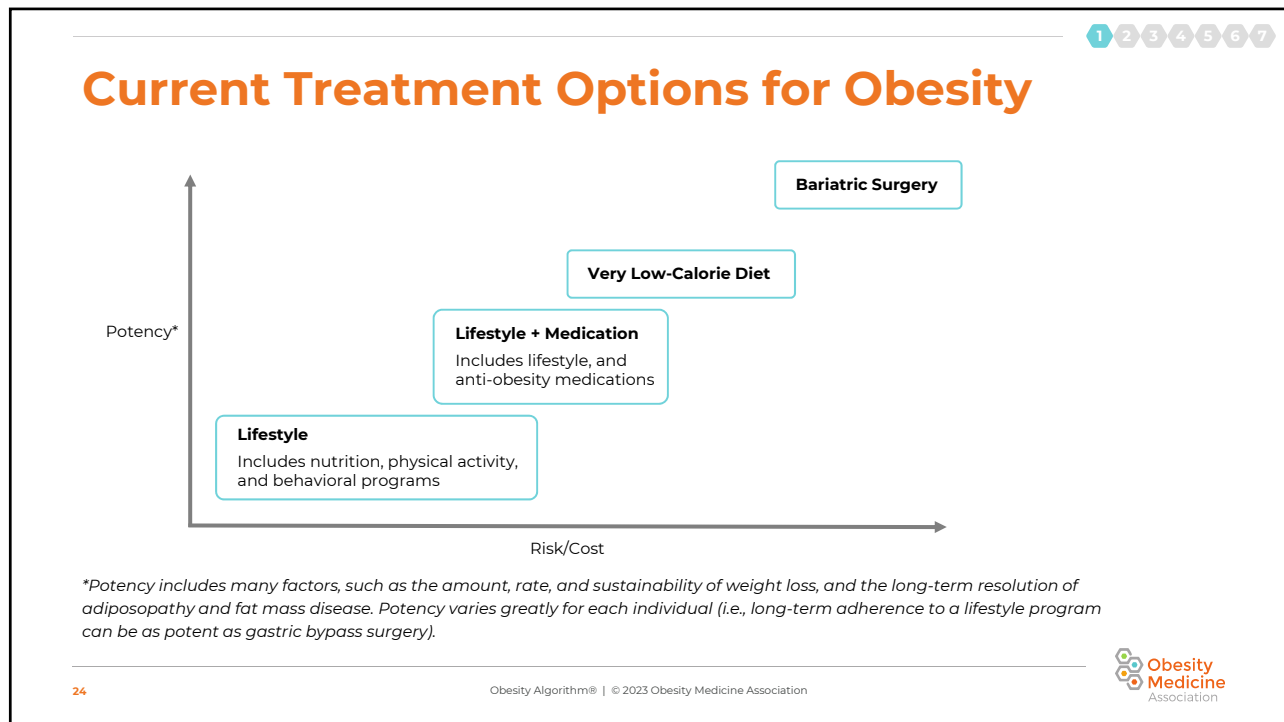 1 2 3 4 5 6 7
Current Treatment Options for Obesity
Bariatric Surgery
Very Low-Calorie Diet
Potency*
Lifestyle + Medication
Includes lifestyle, and
anti-obesity medications
Lifestyle
Includes nutrition, physical activity,
and behavioral programs
Risk/Cost
*Potency includes many factors, such as the amount, rate, and sustainability of weight loss, and the long-term resolution of
adiposopathy and fat mass disease. Potency varies greatly for each individual (i.e., long-term adherence to a lifestyle program
can be as potent as gastric bypass surgery).
24
Obesity Algorithm® | © 2023 Obesity Medicine Association
Obesity
Medicine
Association